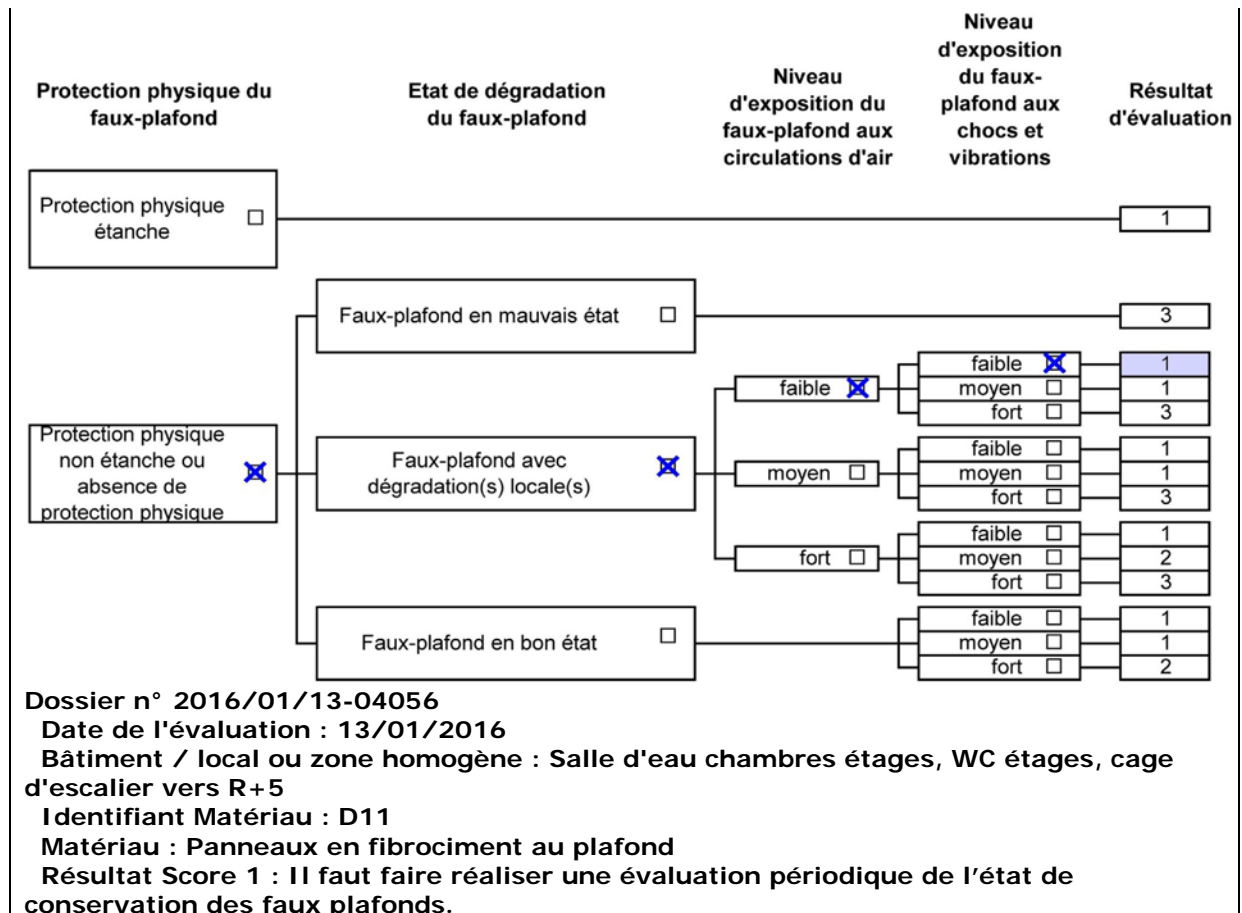 Protection physique du
faux-plafond
Etat de dégradation
du faux-plafond
Niveau
d'exposition du
faux-plafond aux
circulations d'air
Niveau
d'exposition
du faux-
plafond aux
chocs et
vibrations
Résultat
d'évaluation
Protection physique
étanche
1
Faux-plafond en mauvais état
3
Protection physique
non étanche ou
absence de
protection physique
Faux-plafond avec
dégradation(s) locale(s)
faible
faible 1
moyen 1
fort 3
moyen
faible 1
moyen 1
fort 3
fort
faible 1
moyen 2
fort 3
Faux-plafond en bon état
faible 1
moyen 1
fort 2
Dossier n° 2016/01/13-04056
Date de l'évaluation : 13/01/2016
Bâtiment / local ou zone homogène : Salle d'eau chambres étages, WC étages, cage
d'escalier vers R+5
Identifiant Matériau : D11
Matériau : Panneaux en fibrociment au plafond
Résultat Score 1 : Il faut faire réaliser une évaluation périodique de l'état de
conservation des faux plafonds.